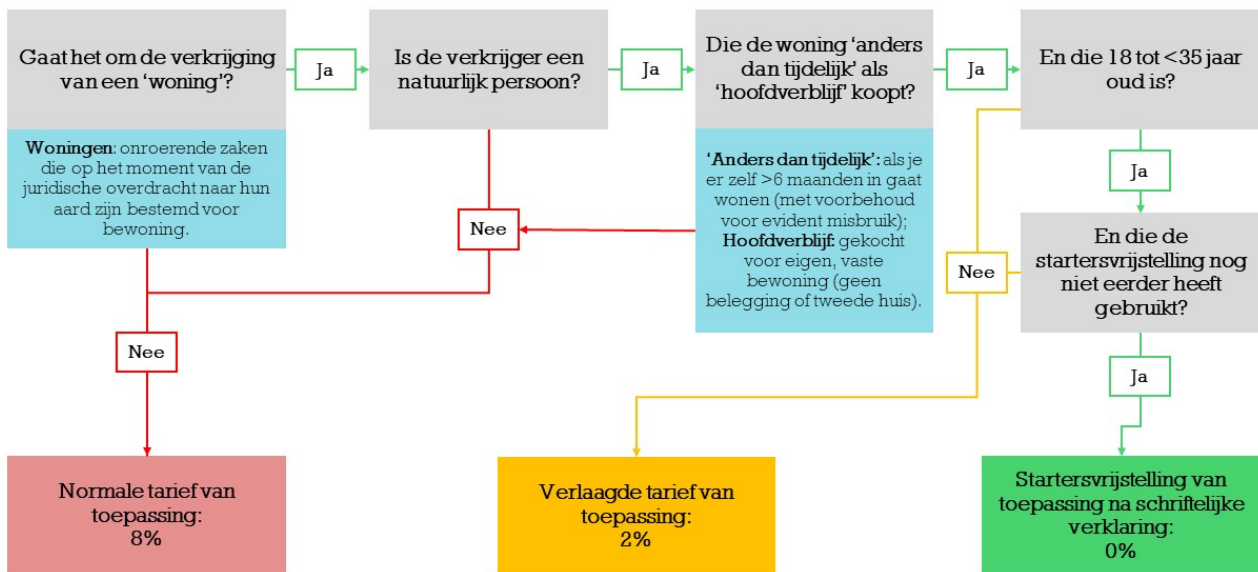 Gaat het om de verkrijging
van een ‘woning’?
Ja
Is de verkrijger een
natuurlijk persoon?
Ja
Die de woning ‘anders
dan tijdelijk’ als
‘hoofdverblijf’ koopt?
Ja
En die 18 tot <35 jaar
oud is?
Woningen: onroerende zaken
die op het moment van de
juridische overdracht naar hun
aard zijn bestemd voor
bewoning.
‘Anders dan tijdelijk’: als je
er zelf >6 maanden in gaat
wonen (met voorbehoud
voor evident misbruik);
Hoofdverblijf: gekocht
voor eigen, vaste
bewoning (geen
belegging of tweede huis).
Ja
Nee
Nee
En die de
startersvrijstelling nog
niet eerder heeft
gebruikt?
Nee
Ja
Normale tarief van
toepassing:
8%
Verlaagde tarief van
toepassing:
2%
Startersvrijstelling van
toepassing na schriftelijke
verklaring:
0%